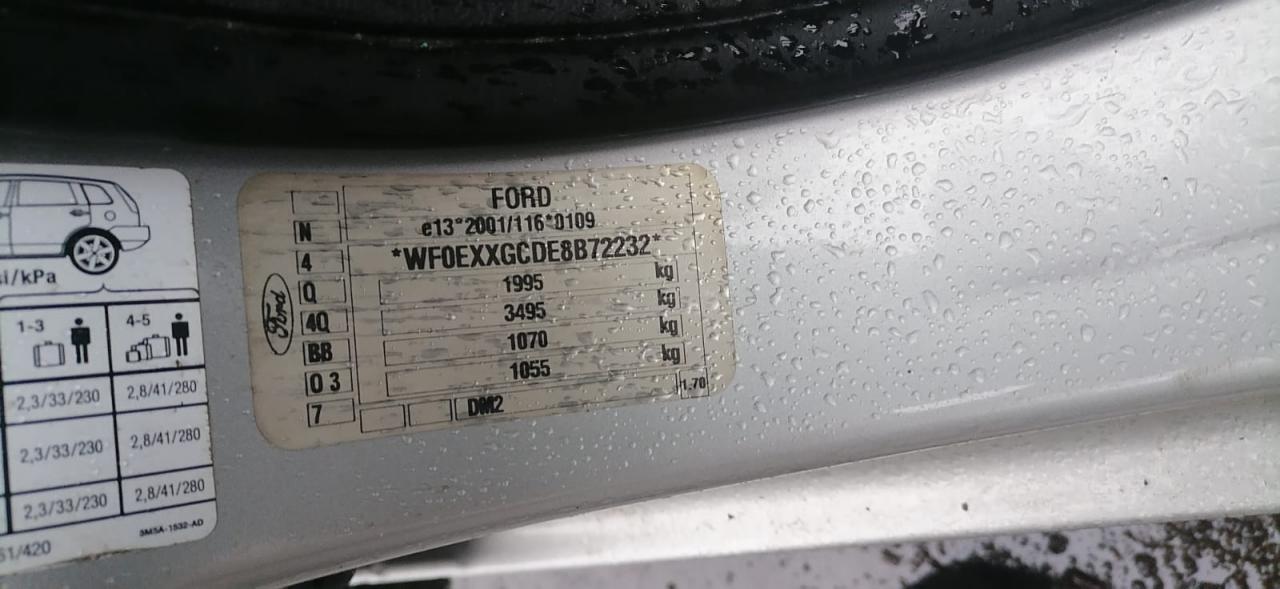 si/kPa
1-3
4-5
2,3/33/230
2,8/41/280
2,3/33/230
2,8/41/280
2,3/33/230
2,8/41/280
3M5A-1532-AD
51/420
Ford
FORD
e13*2001/116*0109
N
*WF0EXXGCDE8B72232*
4
1995 kg
Q
3495 kg
4Q
1070 kg
BB
1055 kg
O 3
7
DM2
1.70